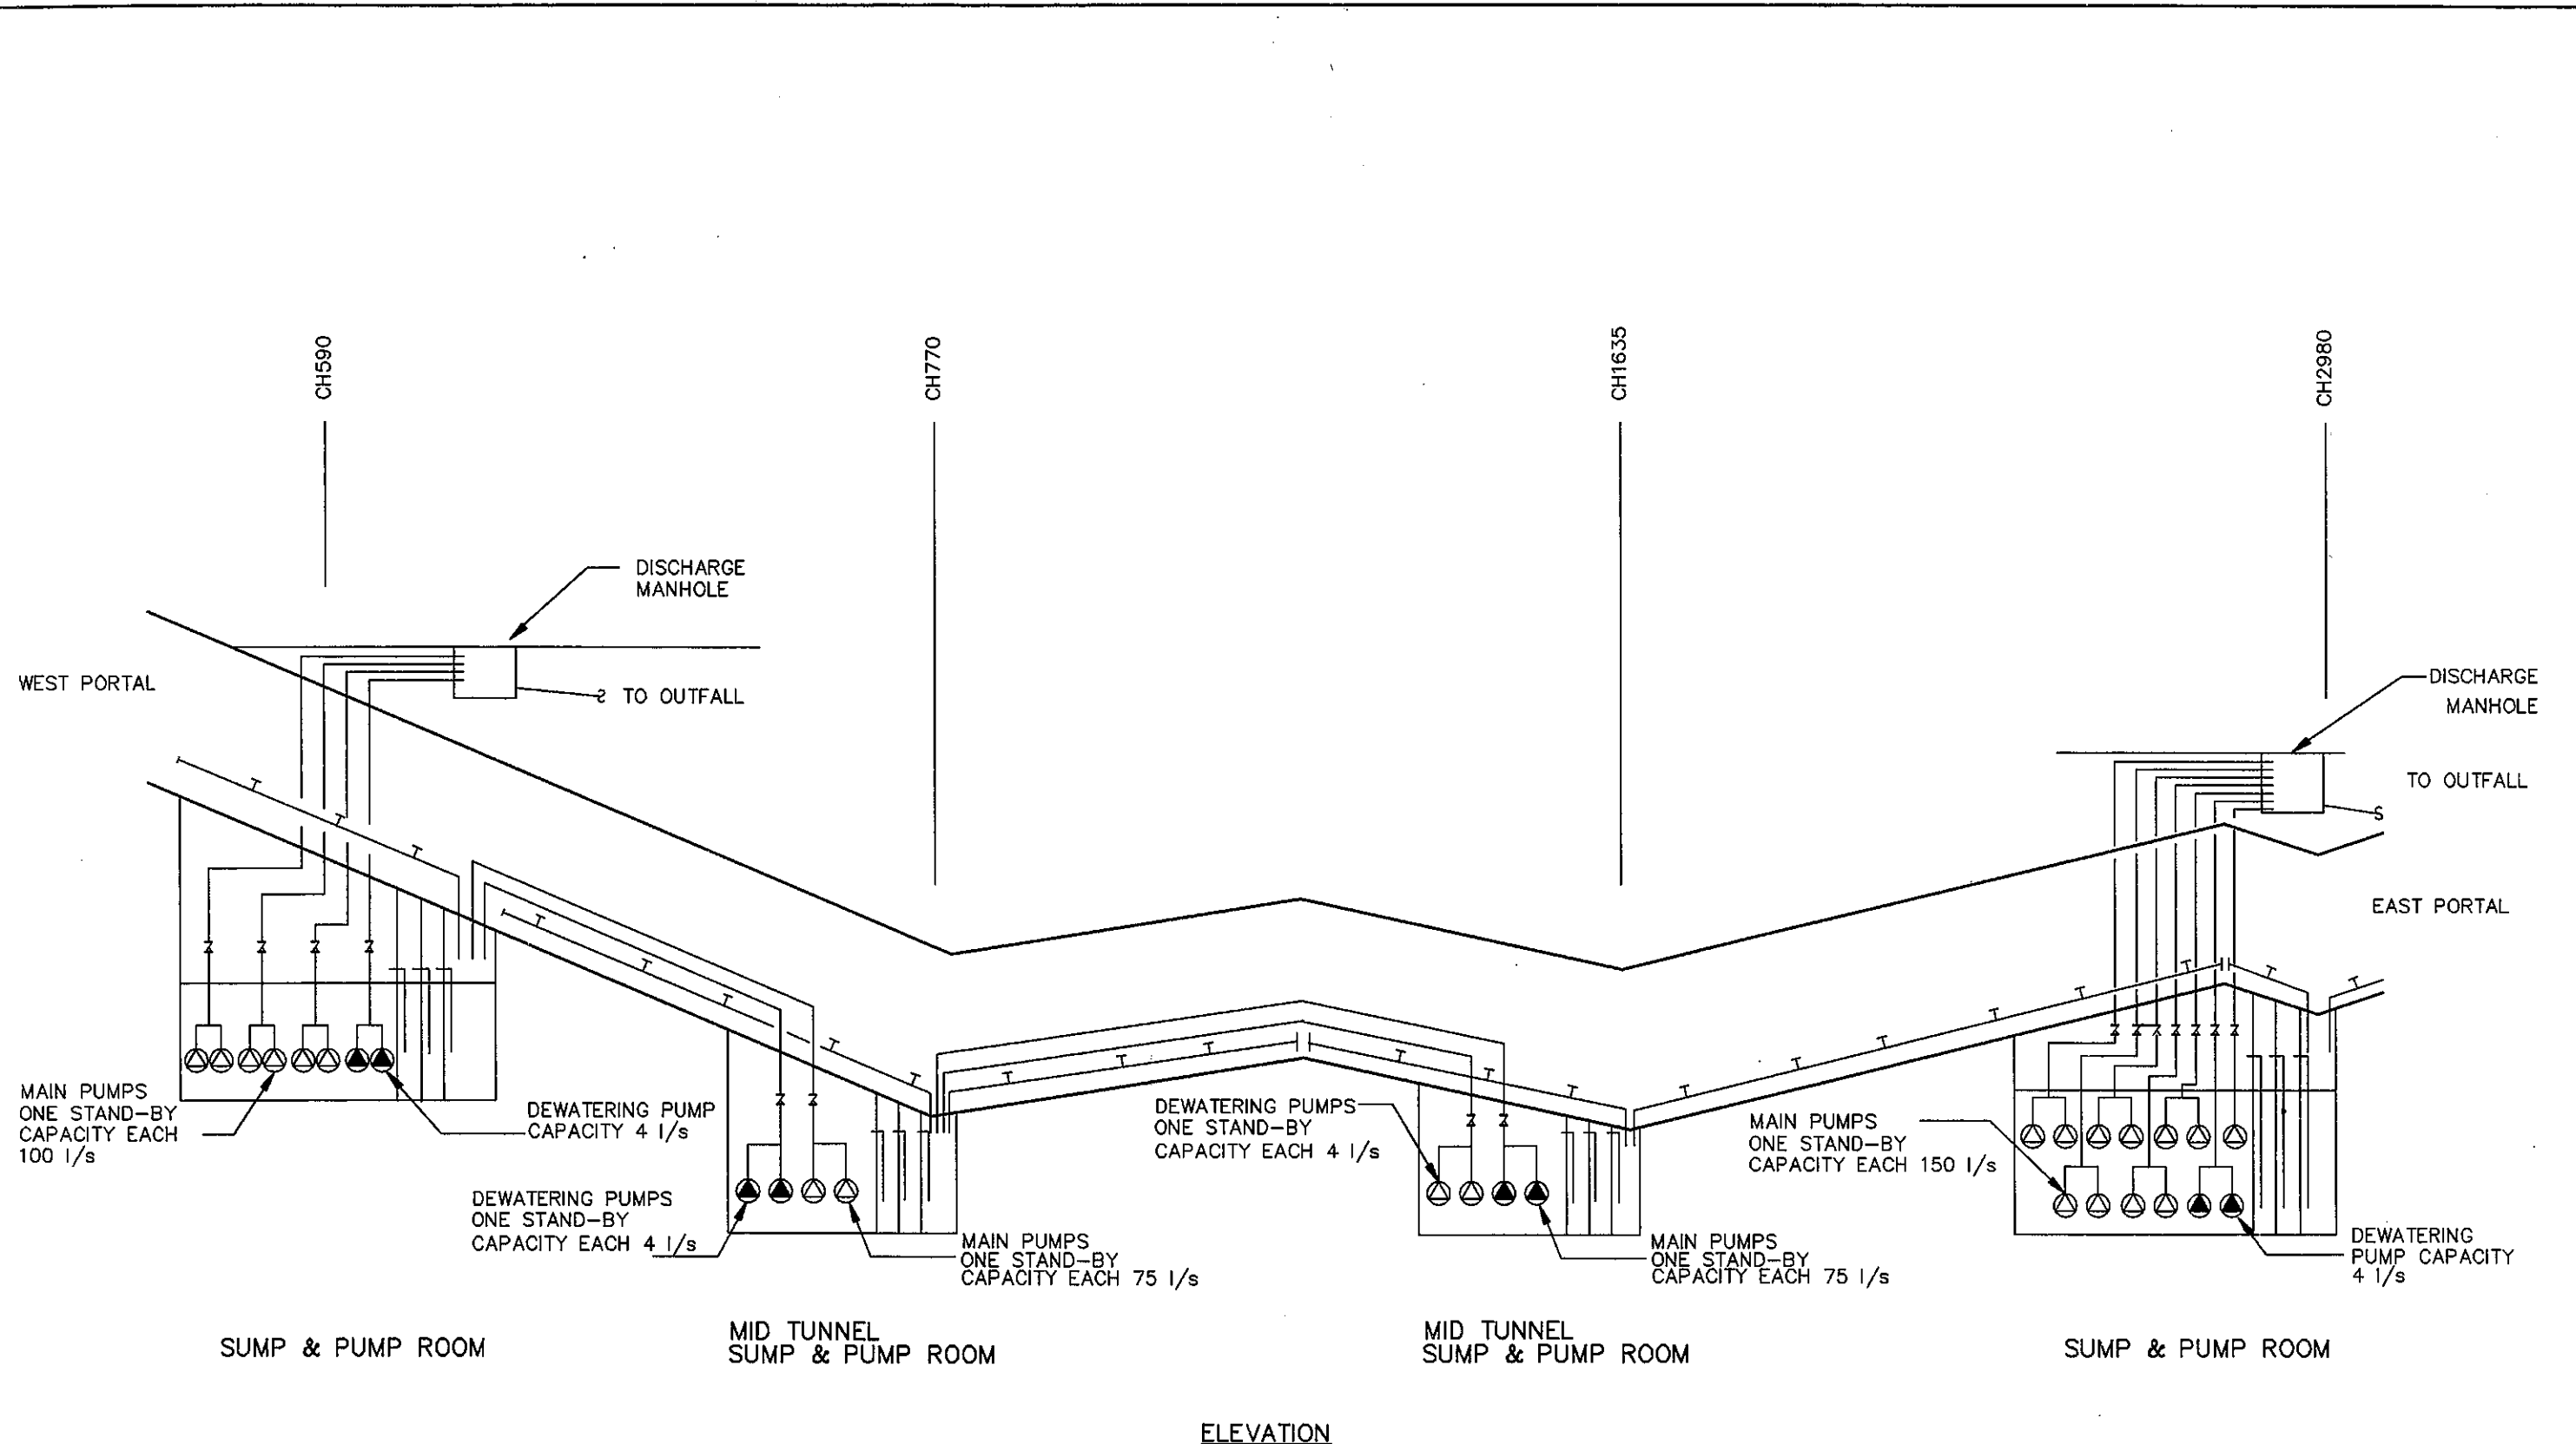 CH590
CH770
CH1635
CH2980
DISCHARGE
MANHOLE
WEST PORTAL
TO OUTFALL
DISCHARGE
MANHOLE
TO OUTFALL
EAST PORTAL
MAIN PUMPS
ONE STAND-BY
CAPACITY EACH
100 l/s
DEWATERING PUMP
CAPACITY 4 l/s
DEWATERING PUMPS
ONE STAND-BY
CAPACITY EACH 4 l/s
MAIN PUMPS
ONE STAND-BY
CAPACITY EACH 75 l/s
DEWATERING PUMPS
ONE STAND-BY
CAPACITY EACH 4 l/s
MAIN PUMPS
ONE STAND-BY
CAPACITY EACH 75 l/s
MAIN PUMPS
ONE STAND-BY
CAPACITY EACH 150 l/s
DEWATERING
PUMP CAPACITY
4 l/s
SUMP & PUMP ROOM
MID TUNNEL
SUMP & PUMP ROOM
MID TUNNEL
SUMP & PUMP ROOM
SUMP & PUMP ROOM
ELEVATION